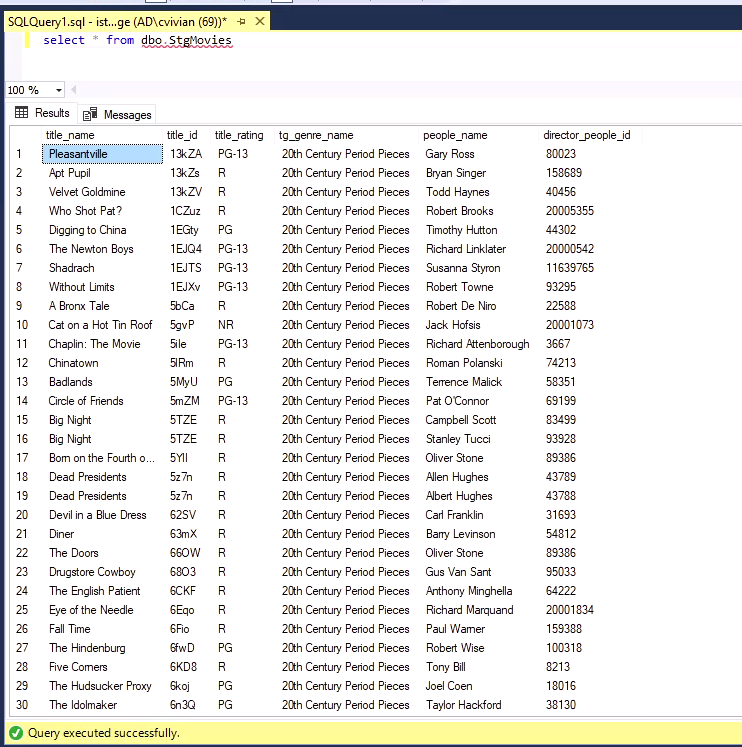 SQLQuery1.sql - ist...ge (AD\cvivian (69))*
select * from dbo.StgMovies
100 %
Results Messages
title_name title_id title_rating tg_genre_name people_name director_people_id
1 Pleasantville 13kZA PG-13 20th Century Period Pieces Gary Ross 80023
2 Apt Pupil 13kZs R 20th Century Period Pieces Bryan Singer 158689
3 Velvet Goldmine 13kZV R 20th Century Period Pieces Todd Haynes 40456
4 Who Shot Pat? 1CZuz R 20th Century Period Pieces Robert Brooks 20005355
5 Digging to China 1EGty PG 20th Century Period Pieces Timothy Hutton 44302
6 The Newton Boys 1EJQ4 PG-13 20th Century Period Pieces Richard Linklater 20000542
7 Shadrach 1EJTS PG-13 20th Century Period Pieces Susanna Styron 11639765
8 Without Limits 1EJXv PG-13 20th Century Period Pieces Robert Towne 93295
9 A Bronx Tale 5bCa R 20th Century Period Pieces Robert De Niro 22588
10 Cat on a Hot Tin Roof 5gvP NR 20th Century Period Pieces Jack Hofsis 20001073
11 Chaplin: The Movie 5iIe PG-13 20th Century Period Pieces Richard Attenborough 3667
12 Chinatown 5lRm R 20th Century Period Pieces Roman Polanski 74213
13 Badlands 5MyU PG 20th Century Period Pieces Terrence Malick 58351
14 Circle of Friends 5mZM PG-13 20th Century Period Pieces Pat O'Connor 69199
15 Big Night 5TZE R 20th Century Period Pieces Campbell Scott 83499
16 Big Night 5TZE R 20th Century Period Pieces Stanley Tucci 93928
17 Born on the Fourth o... 5YlI R 20th Century Period Pieces Oliver Stone 89386
18 Dead Presidents 5z7n R 20th Century Period Pieces Allen Hughes 43789
19 Dead Presidents 5z7n R 20th Century Period Pieces Albert Hughes 43788
20 Devil in a Blue Dress 62SV R 20th Century Period Pieces Carl Franklin 31693
21 Diner 63mX R 20th Century Period Pieces Barry Levinson 54812
22 The Doors 66OW R 20th Century Period Pieces Oliver Stone 89386
23 Drugstore Cowboy 68O3 R 20th Century Period Pieces Gus Van Sant 95033
24 The English Patient 6CKF R 20th Century Period Pieces Anthony Minghella 64222
25 Eye of the Needle 6Eqo R 20th Century Period Pieces Richard Marquand 20001834
26 Fall Time 6Fio R 20th Century Period Pieces Paul Warner 159388
27 The Hindenburg 6fwD PG 20th Century Period Pieces Robert Wise 100318
28 Five Corners 6KD8 R 20th Century Period Pieces Tony Bill 8213
29 The Hudsucker Proxy 6koj PG 20th Century Period Pieces Joel Coen 18016
30 The Idolmaker 6n3Q PG 20th Century Period Pieces Taylor Hackford 38130
Query executed successfully.